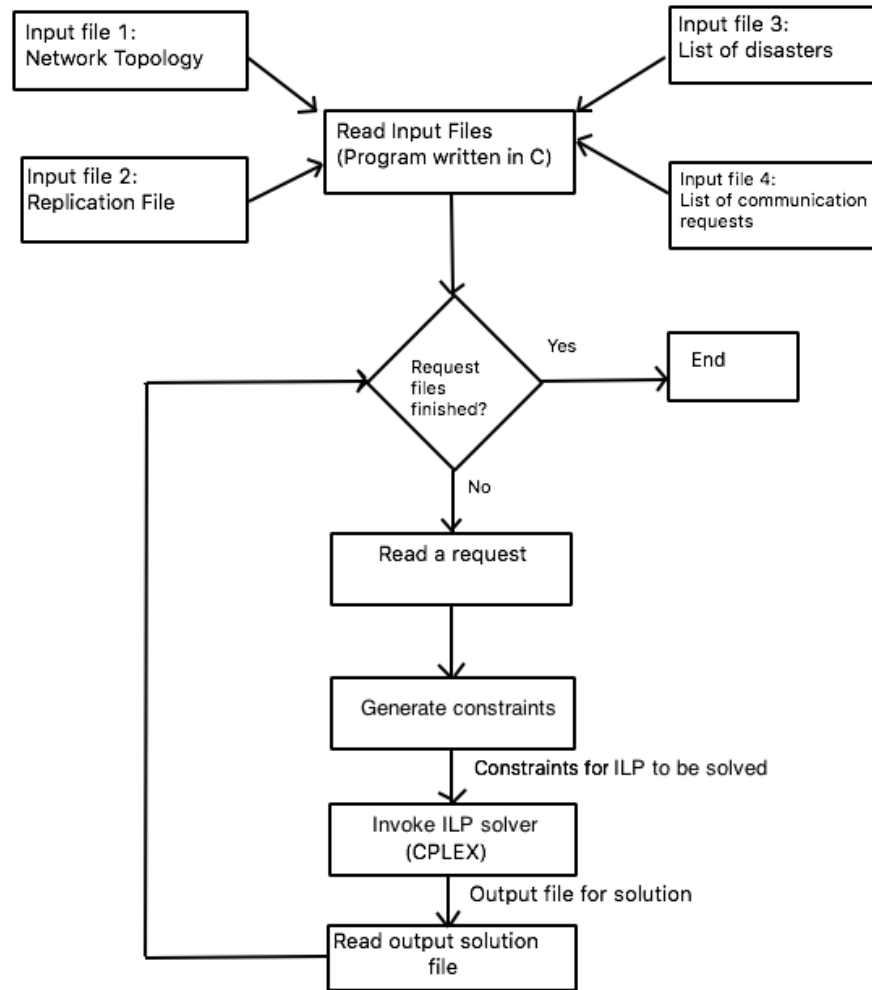 Input file 1:
Network Topology
Input file 3:
List of disasters
Read Input Files
(Program written in C)
Input file 2:
Replication File
Input file 4:
List of communication
requests
Request
files
finished?
Yes
End
No
Read a request
Generate constraints
Constraints for ILP to be solved
Invoke ILP solver
(CPLEX)
Output file for solution
Read output solution
file